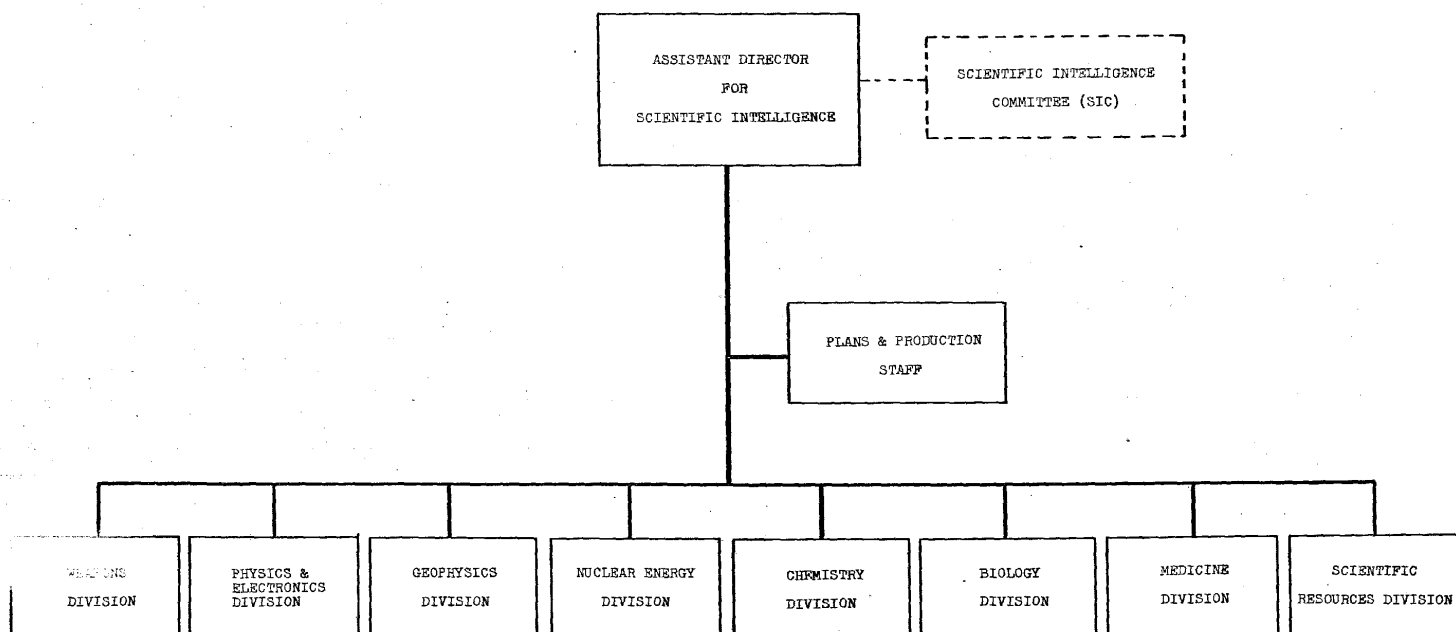 ASSISTANT DIRECTOR
FOR
SCIENTIFIC INTELLIGENCE
SCIENTIFIC INTELLIGENCE
COMMITTEE (SIC)
PLANS & PRODUCTION
STAFF
WEAPONS
DIVISION
PHYSICS &
ELECTRONICS
DIVISION
GEOPHYSICS
DIVISION
NUCLEAR ENERGY
DIVISION
CHEMISTRY
DIVISION
BIOLOGY
DIVISION
MEDICINE
DIVISION
SCIENTIFIC
RESOURCES DIVISION